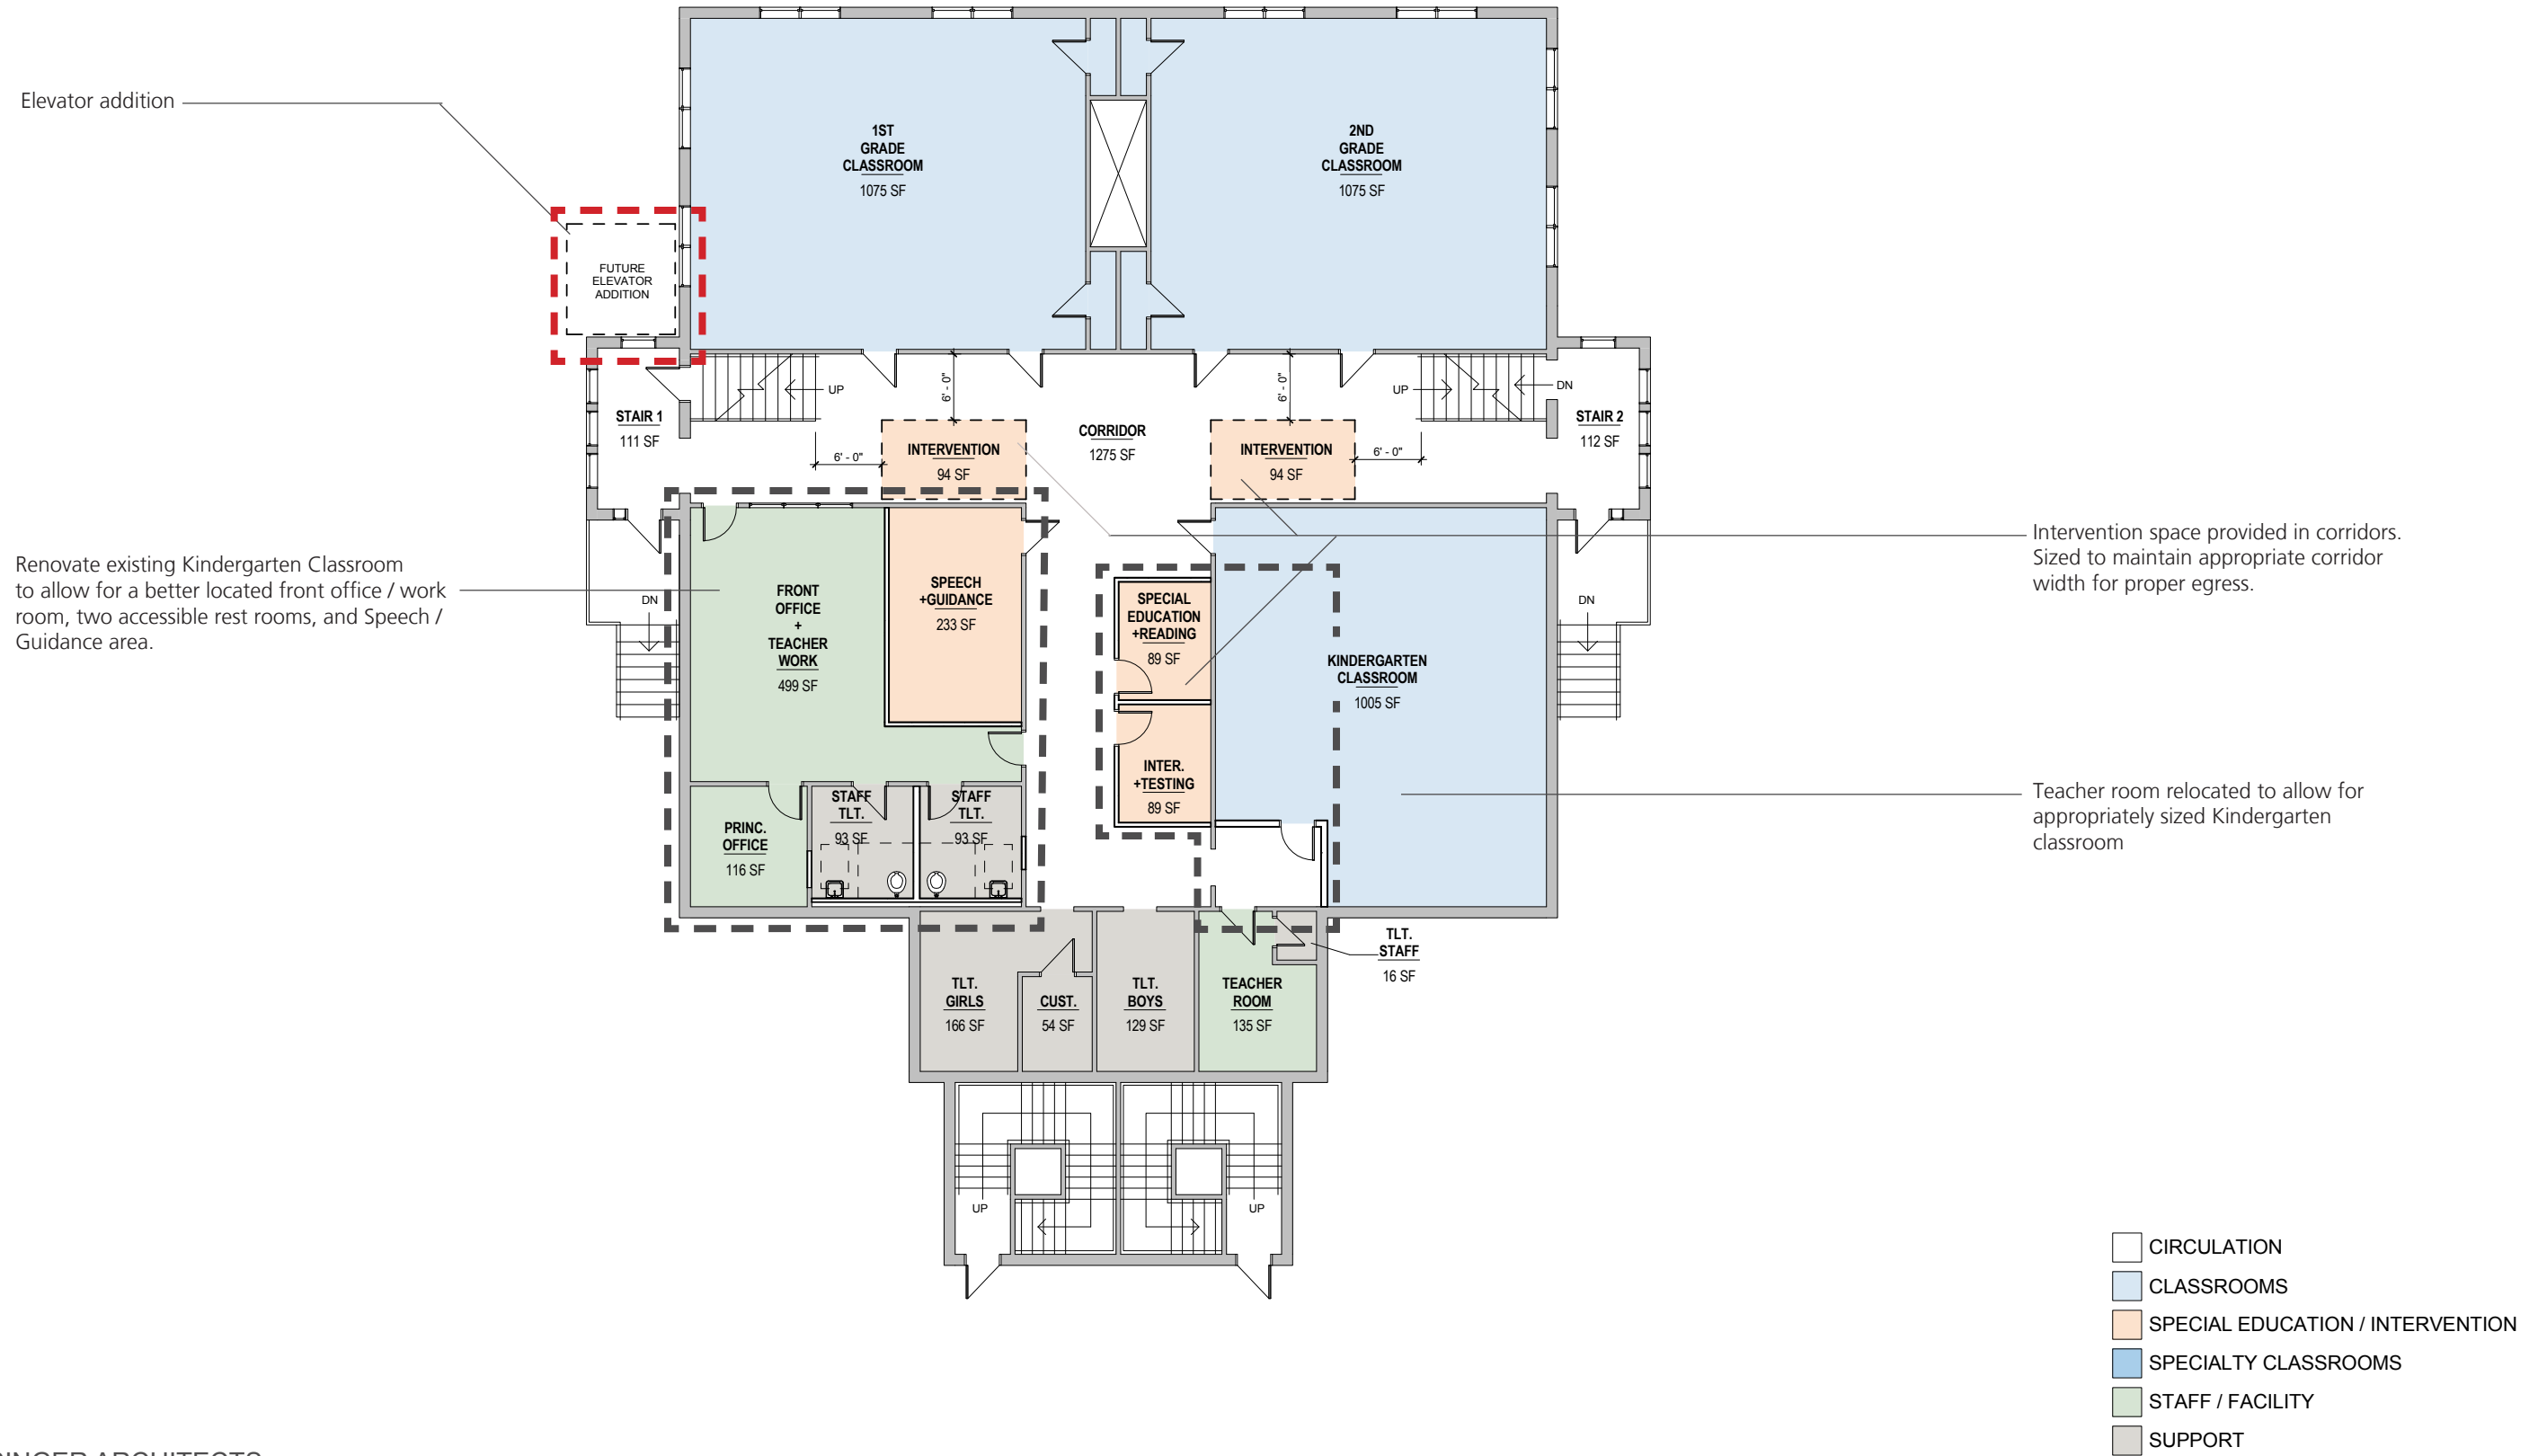 Elevator addition
1ST
GRADE
CLASSROOM
1075 SF
2ND
GRADE
CLASSROOM
1075 SF
FUTURE
ELEVATOR
ADDITION
UP
6' - 0"
6' - 0"
UP
DN
STAIR 1
111 SF
INTERVENTION
94 SF
6' - 0"
CORRIDOR
1275 SF
INTERVENTION
94 SF
6' - 0"
STAIR 2
112 SF
Renovate existing Kindergarten Classroom
to allow for a better located front office / work
room, two accessible rest rooms, and Speech /
Guidance area.
Intervention space provided in corridors.
Sized to maintain appropriate corridor
width for proper egress.
DN
FRONT
OFFICE
+
TEACHER
WORK
499 SF
SPEECH
+GUIDANCE
233 SF
SPECIAL
EDUCATION
+READING
89 SF
KINDERGARTEN
CLASSROOM
1005 SF
DN
INTER.
+TESTING
89 SF
Teacher room relocated to allow for
appropriately sized Kindergarten
classroom
PRINC.
OFFICE
116 SF
STAFF
TLT.
93 SF
STAFF
TLT.
93 SF
TLT.
STAFF
16 SF
TLT.
GIRLS
166 SF
CUST.
54 SF
TLT.
BOYS
129 SF
TEACHER
ROOM
135 SF
UP
UP
CIRCULATION
CLASSROOMS
SPECIAL EDUCATION / INTERVENTION
SPECIALTY CLASSROOMS
STAFF / FACILITY
SUPPORT